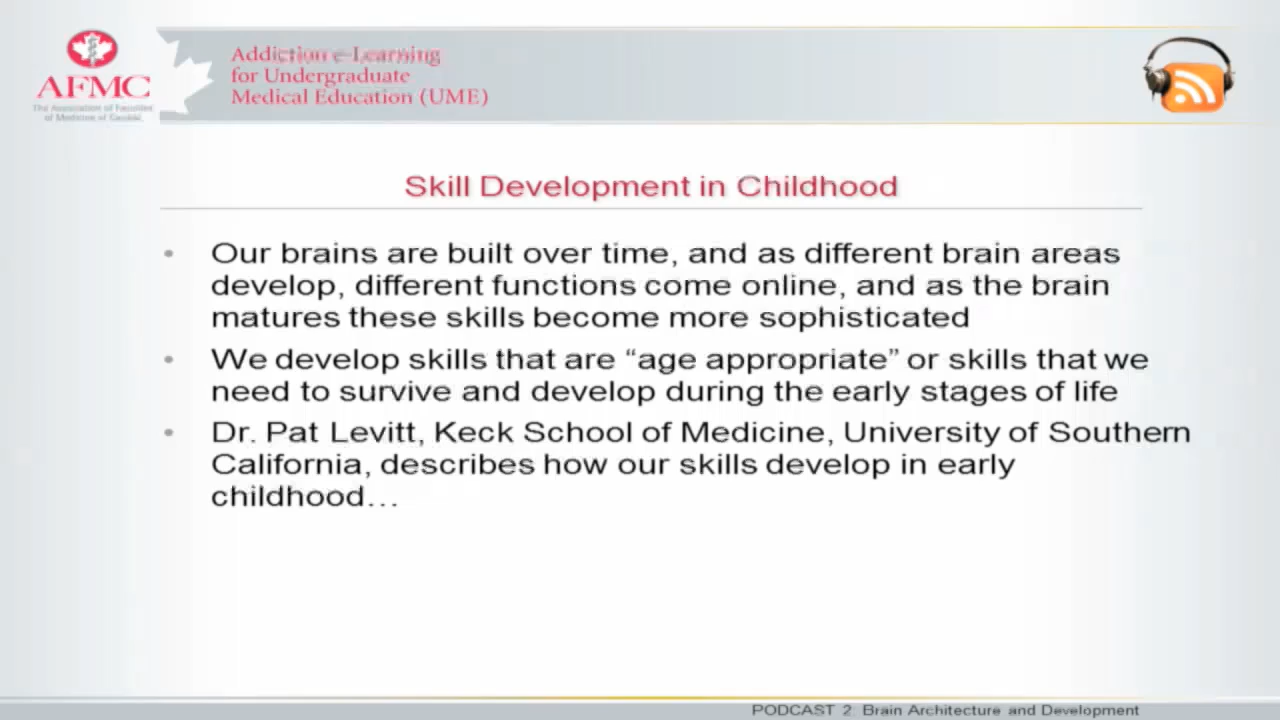 AFMC
The Association of Faculties
of Medicine of Canada
Addiction e-Learning
for Undergraduate
Medical Education (UME)
Skill Development in Childhood
• Our brains are built over time, and as different brain areas
develop, different functions come online, and as the brain
matures these skills become more sophisticated
• We develop skills that are “age appropriate” or skills that we
need to survive and develop during the early stages of life
• Dr. Pat Levitt, Keck School of Medicine, University of Southern
California, describes how our skills develop in early
childhood…
PODCAST 2: Brain Architecture and Development